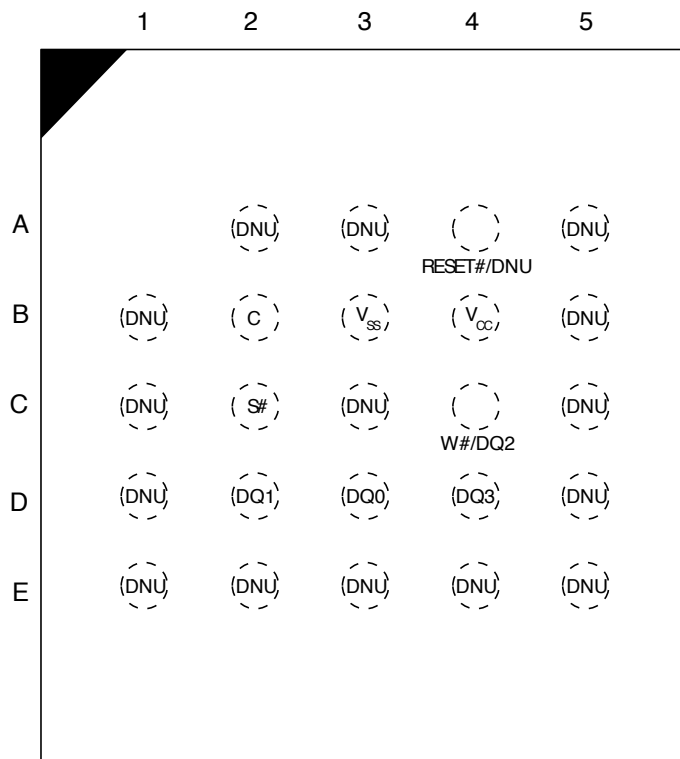 1 2 3 4 5
A DNU DNU DNU
RESET#/DNU
B DNU C VSS VCC DNU
C DNU S# DNU DNU
W#/DQ2
D DNU DQ1 DQ0 DQ3 DNU
E DNU DNU DNU DNU DNU